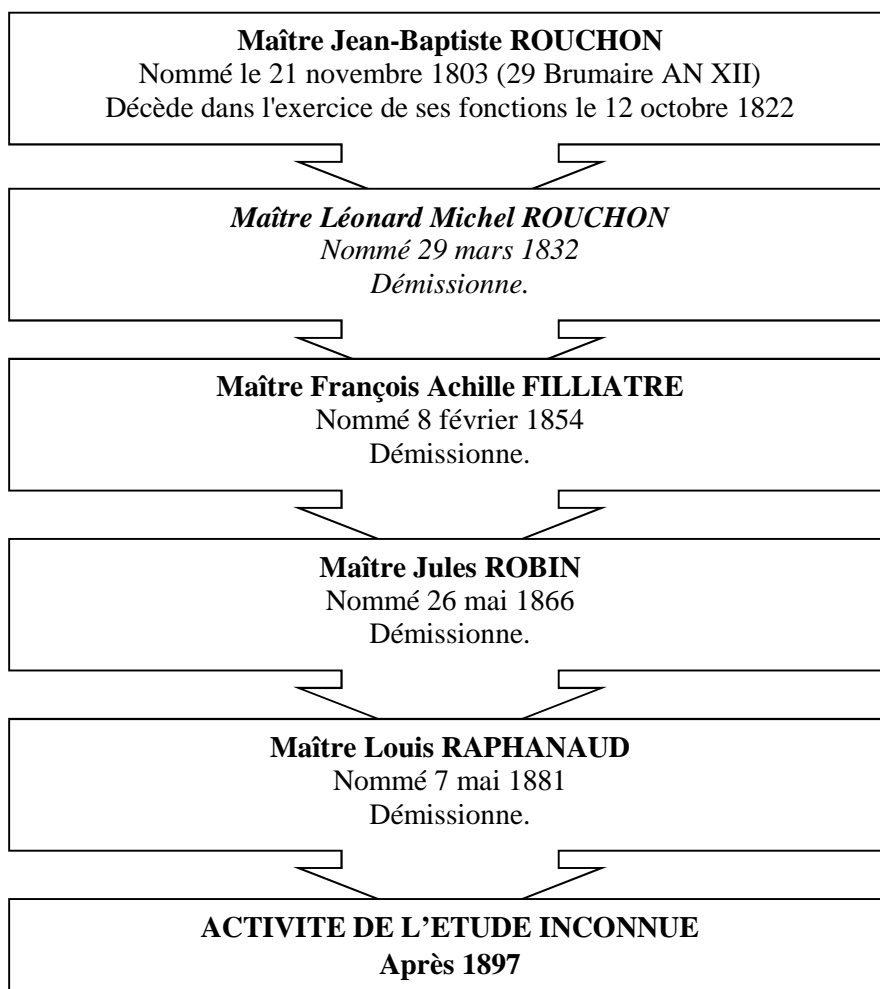 Maître Jean-Baptiste ROUCHON
Nommé le 21 novembre 1803 (29 Brumaire AN XII)
Décède dans l'exercice de ses fonctions le 12 octobre 1822
Maître Léonard Michel ROUCHON
Nommé 29 mars 1832
Démissionne.
Maître François Achille FILLIATRE
Nommé 8 février 1854
Démissionne.
Maître Jules ROBIN
Nommé 26 mai 1866
Démissionne.
Maître Louis RAPHANAUD
Nommé 7 mai 1881
Démissionne.
ACTIVITE DE L’ETUDE INCONNUE
Après 1897